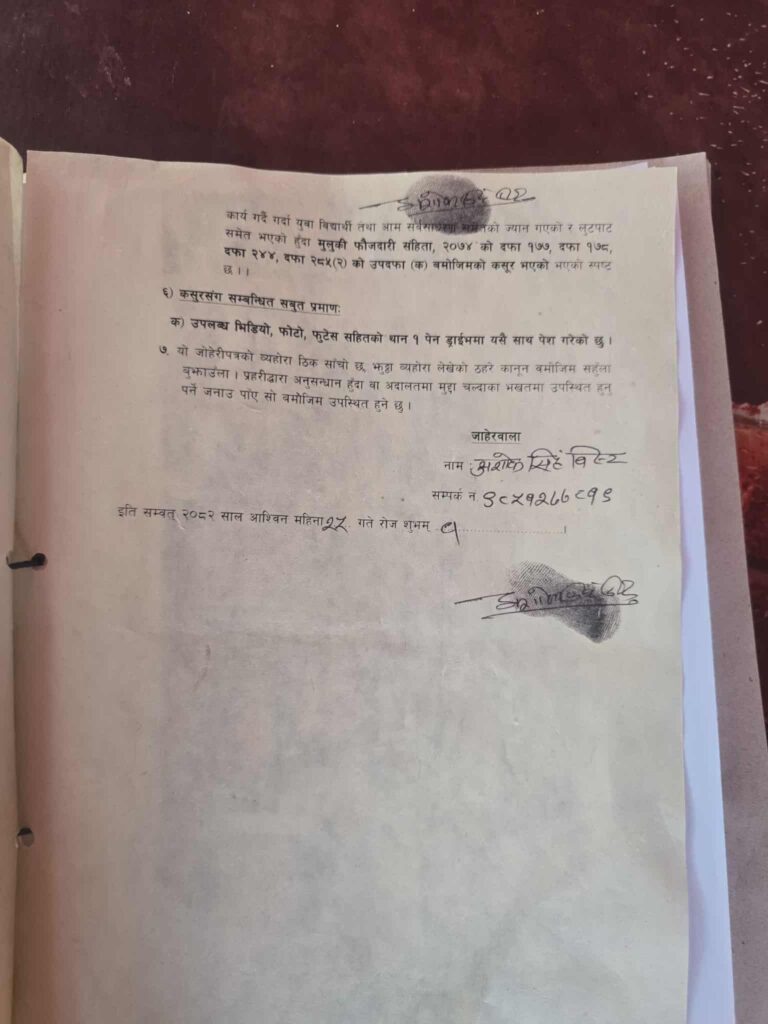 कार्य गर्दै गर्दा युवा विद्यार्थी तथा आम सर्वसाधारण समेतको ज्यान गएको र लुटपाट
समेत भएको हुँदा मुलुकी फौजदारी संहिता, २०७४ को दफा १७७, दफा १७८,
दफा २४४, दफा २८५(२) को उपदफा (क) बमोजिमको कसूर भएको भएको स्पष्ट
छ ।।
६) कसुरसंग सम्बन्धित सबुत प्रमाणः
क) उपलब्ध भिडियो, फोटो, फुटेस सहितको थान १ पेन ड्राईभमा यसै साथ पेश गरेको छ ।
७. यो जोहेरीपत्रको व्यहोरा ठिक साँचो छ, झुठ्ठा व्यहोरा लेखेको ठहरे कानून बमोजिम सहुँला
बुझाउँला । प्रहरीद्वारा अनुसन्धान हुँदा वा अदालतमा मुद्दा चल्दाका भखतमा उपस्थित हुनु
पर्ने जनाउ पाए सो बमोजिम उपस्थित हुने छु ।
जाहेरवाला
नाम : अशोक सिंह बिष्ट
सम्पर्क न ९८५१२७७८१९
इति सम्वत् २०८२ साल आश्विन महिना २५ गते रोज शुभम् १ ..................।